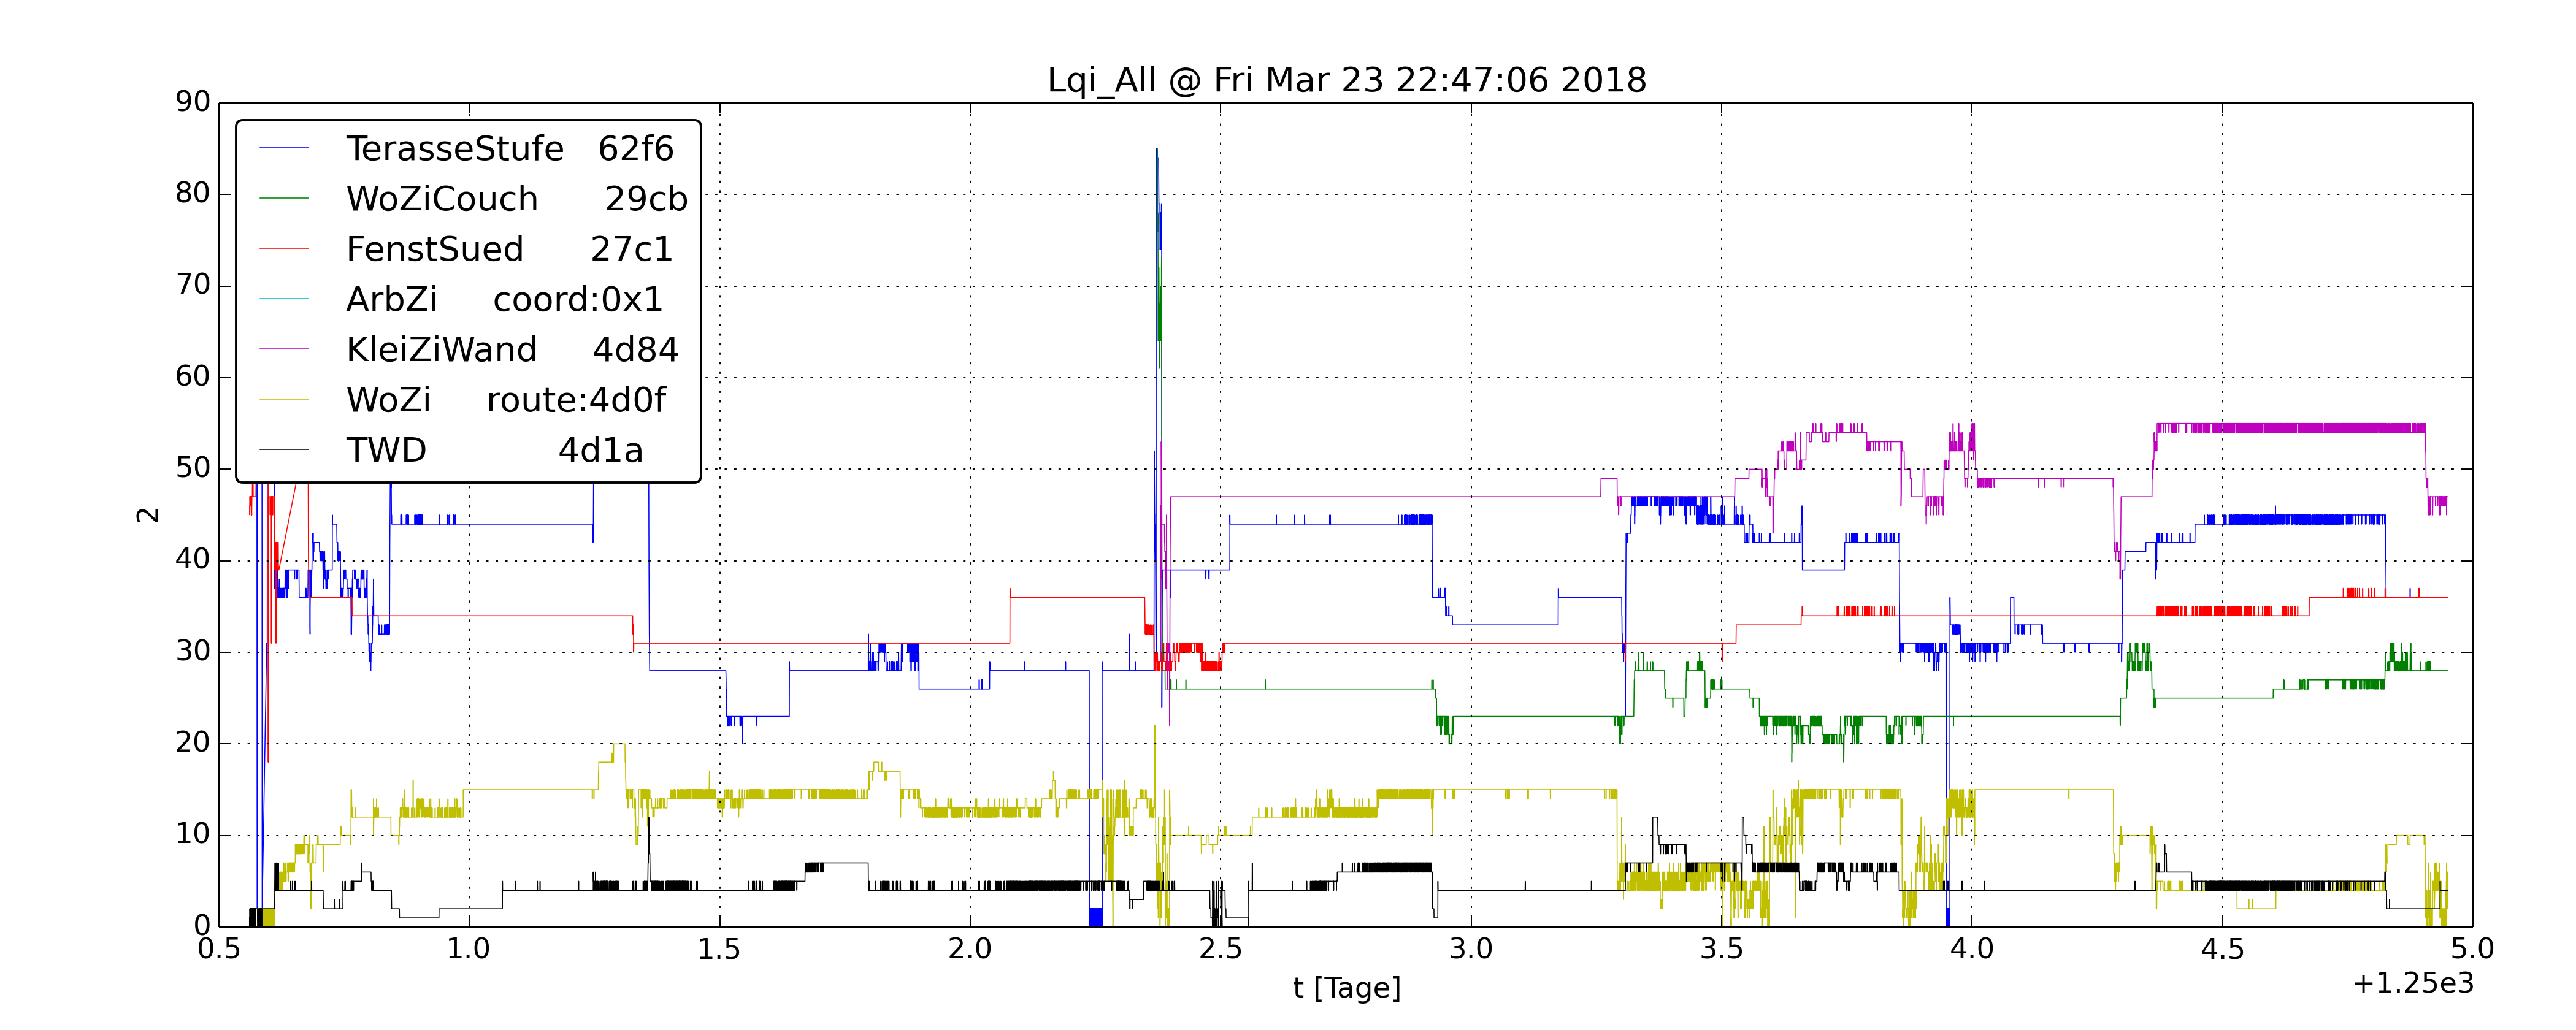 Lqi_All @ Fri Mar 23 22:47:06 2018
90
80
70
60
50
40
30
20
10
0
2
TerasseStufe 62f6
WoZiCouch 29cb
FenstSued 27c1
ArbZi coord:0x1
KleiZiWand 4d84
WoZi route:4d0f
TWD 4d1a
0.5 1.0 1.5 2.0 2.5 3.0 3.5 4.0 4.5 5.0
+1.25e3
t [Tage]